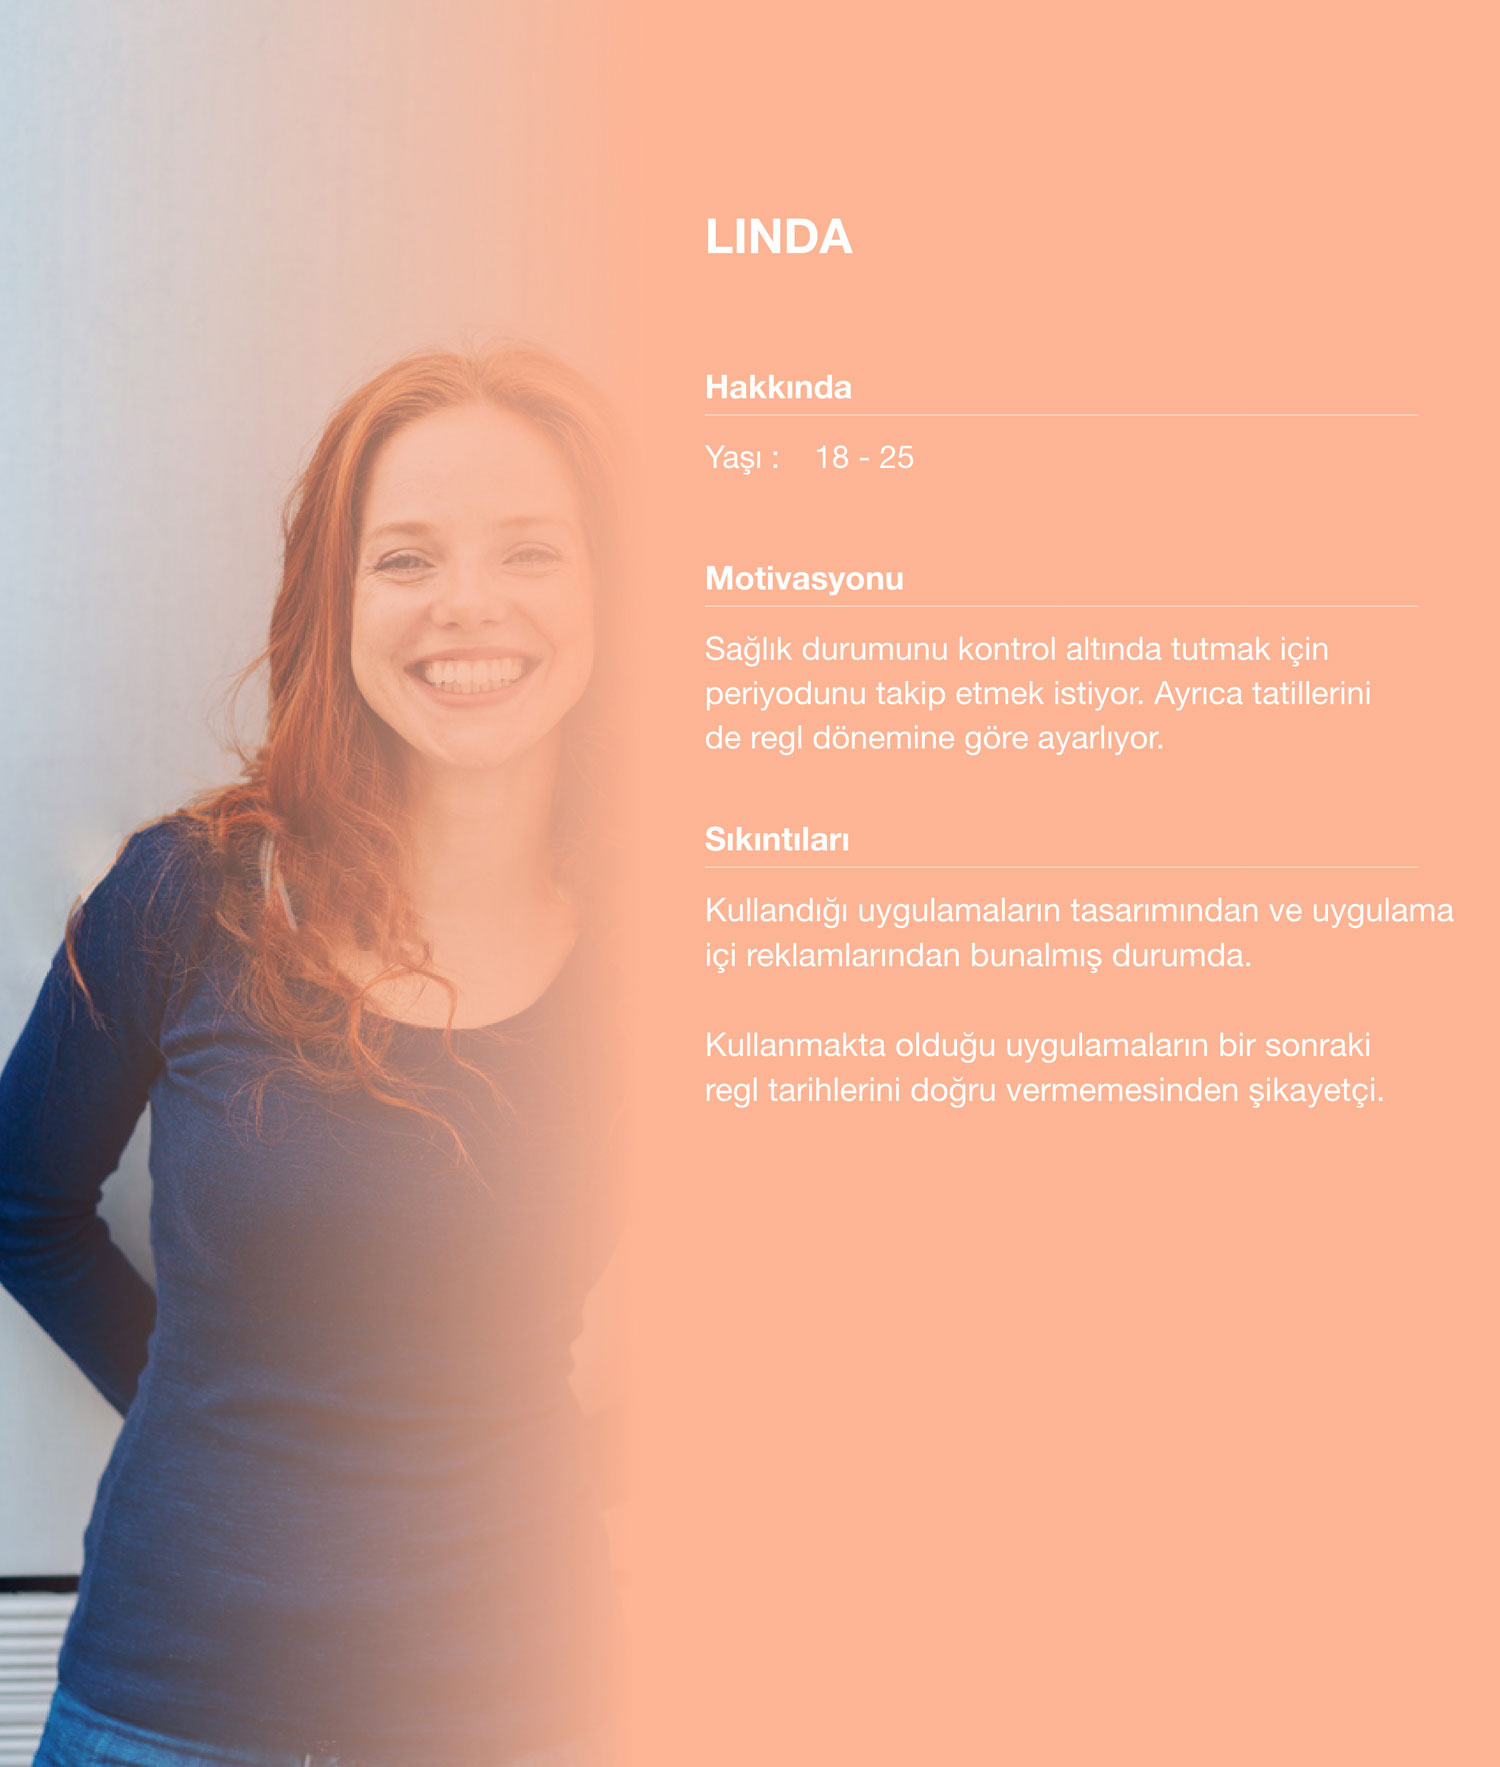 LINDA
Hakkında
Yaşı : 18 - 25
Motivasyonu
Sağlık durumunu kontrol altında tutmak için
periyodunu takip etmek istiyor. Ayrıca tatillerini
de regl dönemine göre ayarlıyor.
Sıkıntıları
Kullandığı uygulamaların tasarımından ve uygulama
içi reklamlarından bunalmış durumda.
Kullanmakta olduğu uygulamaların bir sonraki
regl tarihlerini doğru vermemesinden şikayetçi.